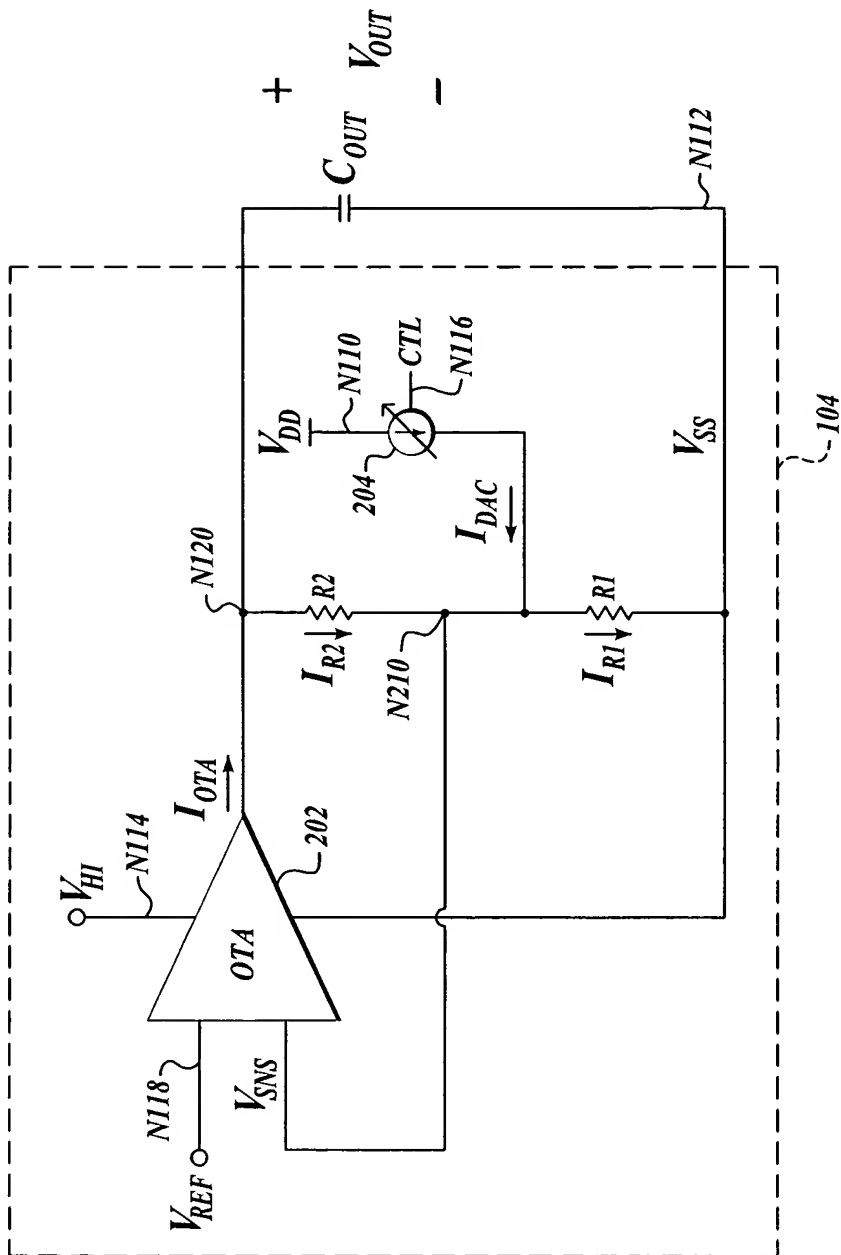 V_HI
N114
I_OTA
V_REF
N118
OTA
V_SNS
202
N120
I_R2
R2
N210
V_DD
N110
204
CTL
N116
I_DAC
I_R1
R1
V_SS
+
C_OUT
V_OUT
−
N112
104